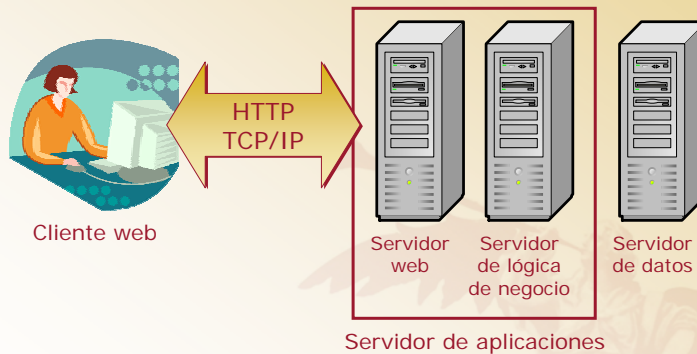 HTTP
TCP/IP
Cliente web
Servidor
web
Servidor
de lógica
de negocio
Servidor
de datos
Servidor de aplicaciones